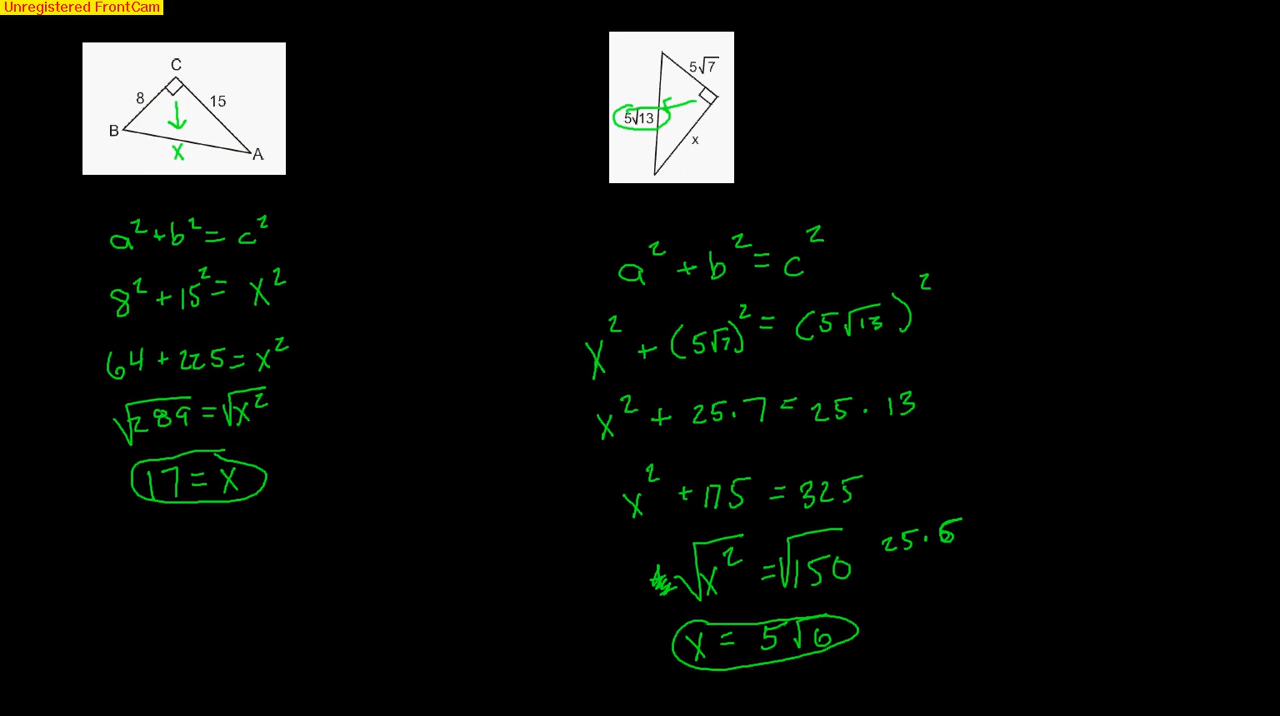 Unregistered FrontCam
C
8
15
B
A
x
a² + b² = c²
8² + 15² = x²
64 + 225 = x²
√289 = √x²
17 = x
5√7
5√13
x
a² + b² = c²
x² + (5√7)² = (5√13)²
x² + 25·7 = 25·13
x² + 175 = 325
√x² = √150 25·6
x = 5√6